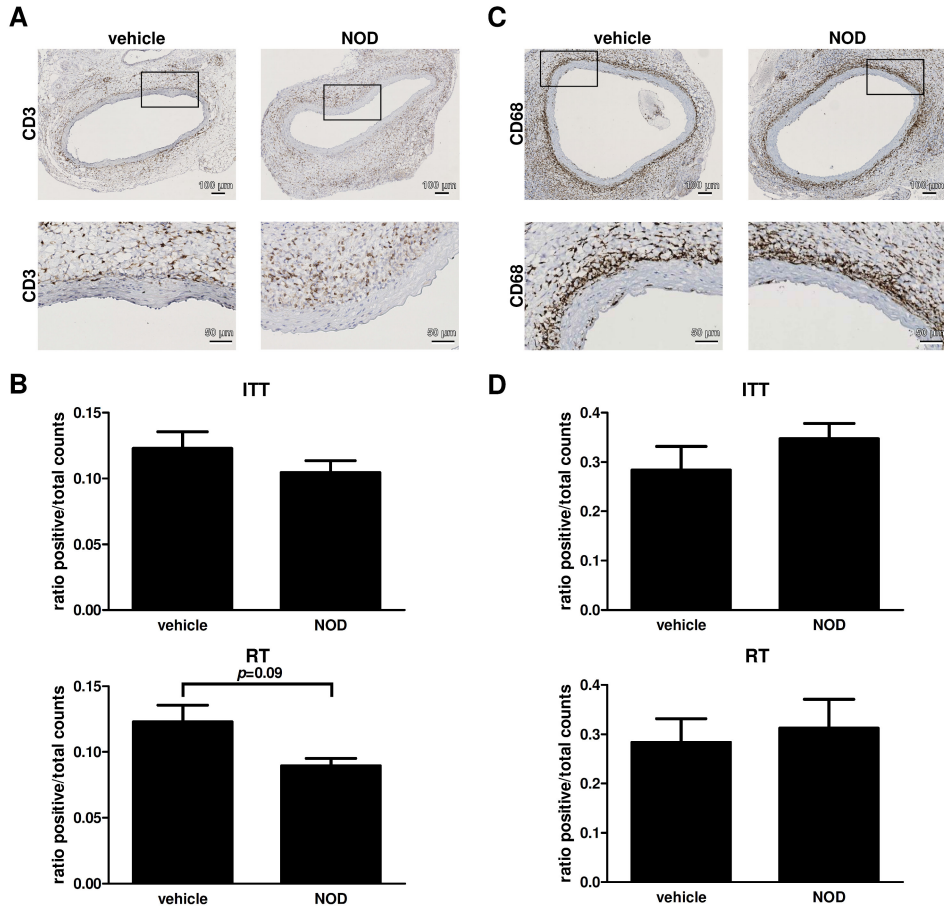 A
vehicle
NOD
CD3
100 µm
100 µm
CD3
50 µm
50 µm
B
ITT
ratio positive/total counts
0.15
0.10
0.05
0.00
vehicle
NOD
RT
p=0.09
ratio positive/total counts
0.15
0.10
0.05
0.00
vehicle
NOD
C
vehicle
NOD
CD68
100 µm
100 µm
CD68
50 µm
50 µm
D
ITT
ratio positive/total counts
0.4
0.3
0.2
0.1
0.0
vehicle
NOD
RT
ratio positive/total counts
0.4
0.3
0.2
0.1
0.0
vehicle
NOD